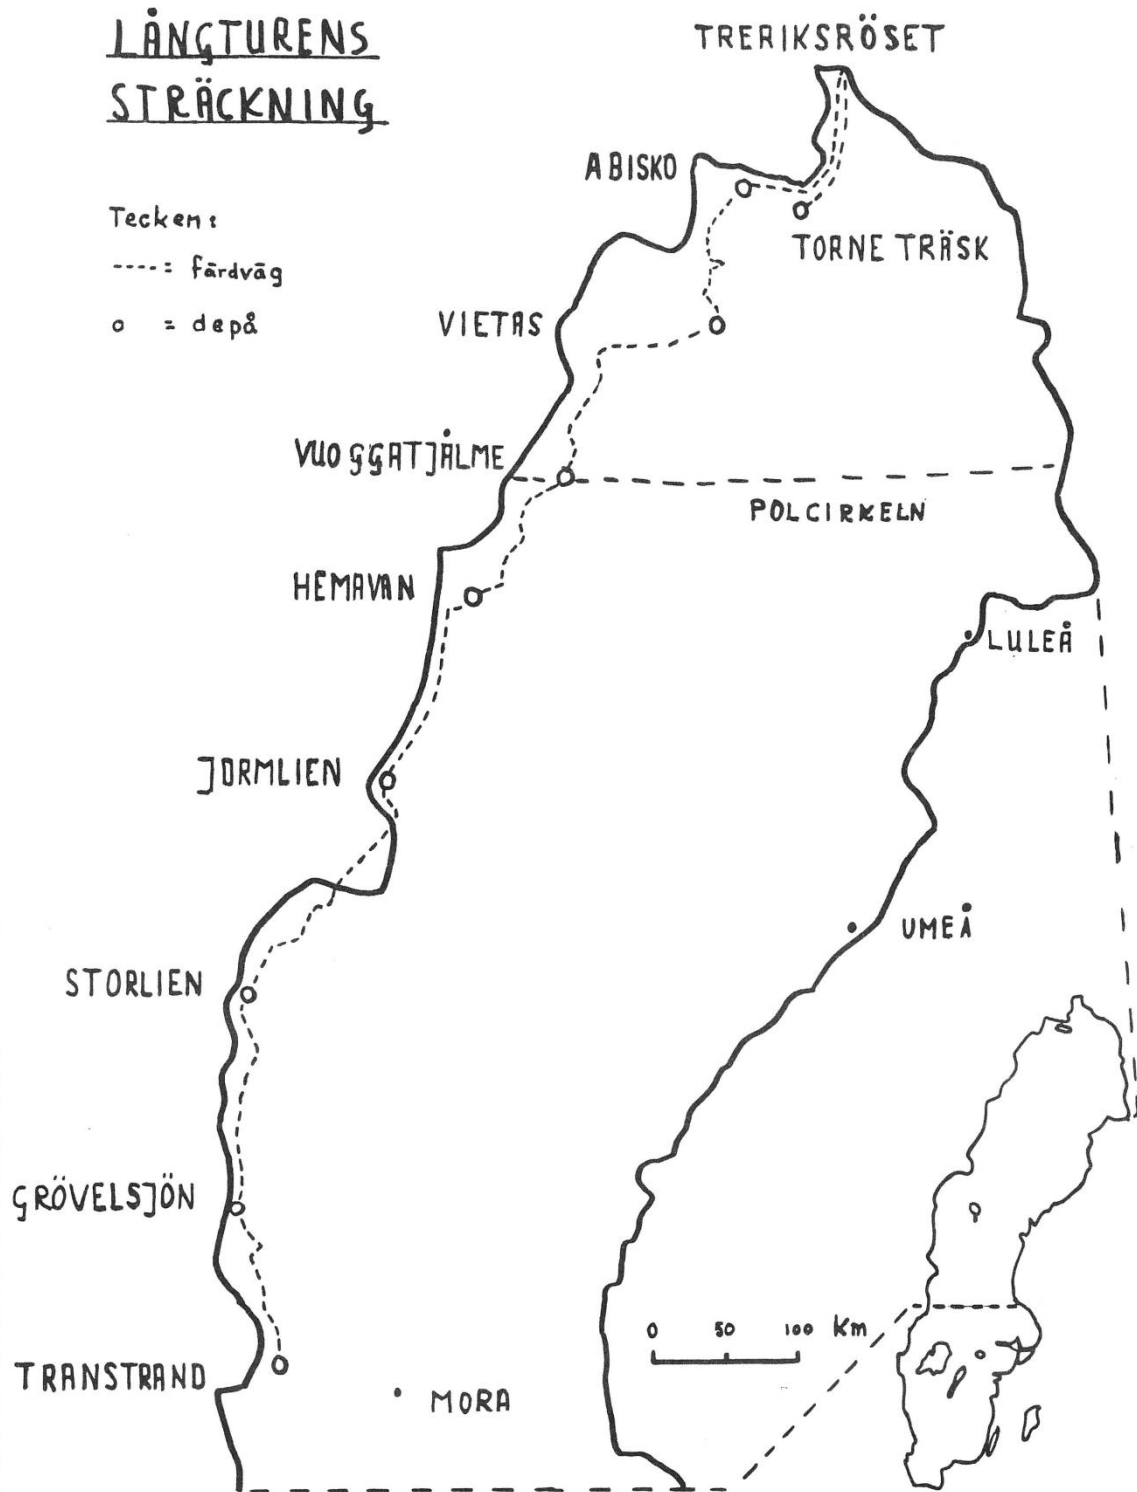 LÅNGTURENS
STRÄCKNING
TRERIKSRÖSET
ABISKO
Tecken:
----- = färdväg
o = depå
TORNE TRÄSK
VIETAS
VUOGGATJÅLME
POLCIRKELN
HEMAVAN
LULEÅ
JORMLIEN
UMEÅ
STORLIEN
GRÖVELSJÖN
0 50 100 Km
TRANSTRAND
MORA